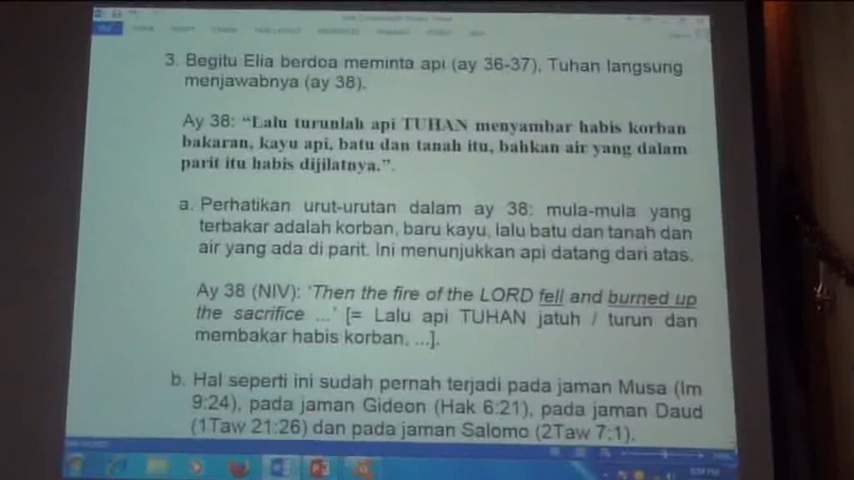 3. Begitu Elia berdoa meminta api (ay 36-37), Tuhan langsung
menjawabnya (ay 38).
Ay 38: “Lalu turunlah api TUHAN menyambar habis korban
bakaran, kayu api, batu dan tanah itu, bahkan air yang dalam
parit itu habis dijilatnya.”.
a. Perhatikan urut-urutan dalam ay 38: mula-mula yang
terbakar adalah korban, baru kayu, lalu batu dan tanah dan
air yang ada di parit. Ini menunjukkan api datang dari atas.
Ay 38 (NIV): ‘Then the fire of the LORD fell and burned up
the sacrifice ...’ [= Lalu api TUHAN jatuh / turun dan
membakar habis korban, ...].
b. Hal seperti ini sudah pernah terjadi pada jaman Musa (Im
9:24), pada jaman Gideon (Hak 6:21), pada jaman Daud
(1Taw 21:26) dan pada jaman Salomo (2Taw 7:1).